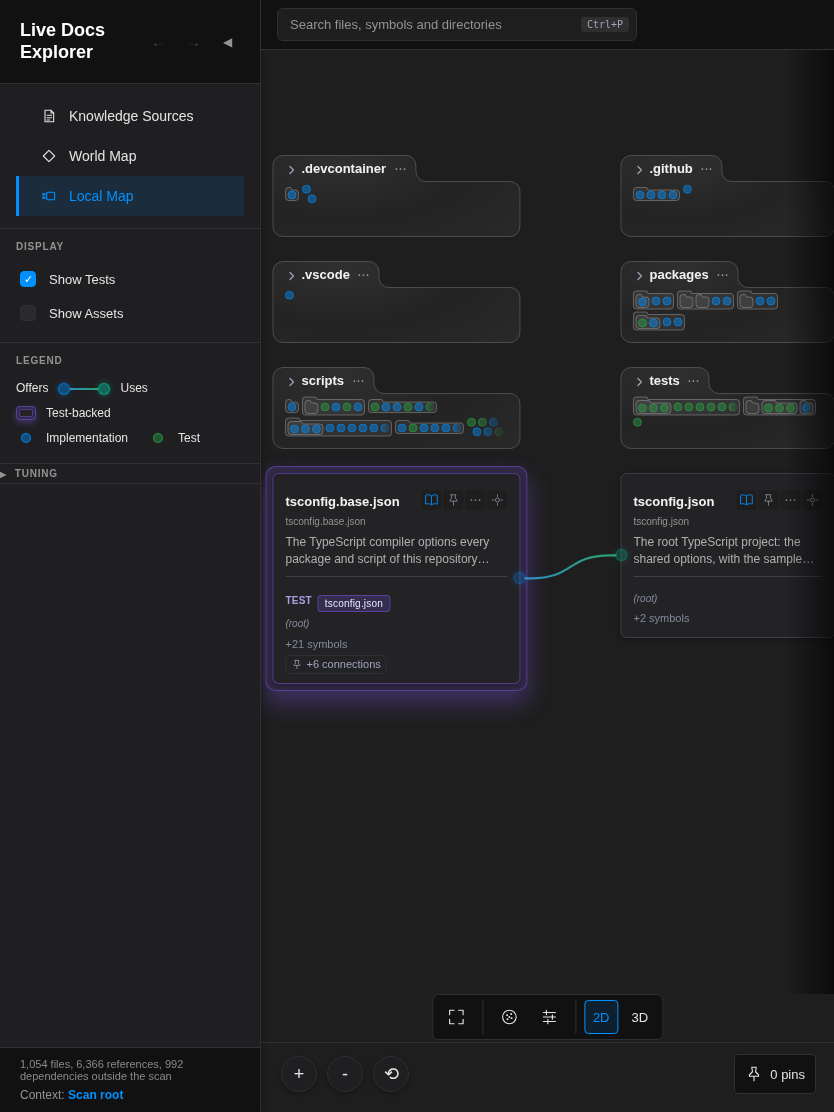 Live Docs
Explorer
Search files, symbols and directories
Ctrl+P
Knowledge Sources
World Map
Local Map
DISPLAY
Show Tests
Show Assets
LEGEND
Offers
Uses
Test-backed
Implementation
Test
TUNING
.devcontainer
.github
.vscode
packages
scripts
tests
tsconfig.base.json
tsconfig.base.json
The TypeScript compiler options every
package and script of this repository…
TEST tsconfig.json
(root)
+21 symbols
+6 connections
tsconfig.json
tsconfig.json
The root TypeScript project: the
shared options, with the sample…
(root)
+2 symbols
2D
3D
1,054 files, 6,366 references, 992
dependencies outside the scan
Context: Scan root
+
-
0 pins